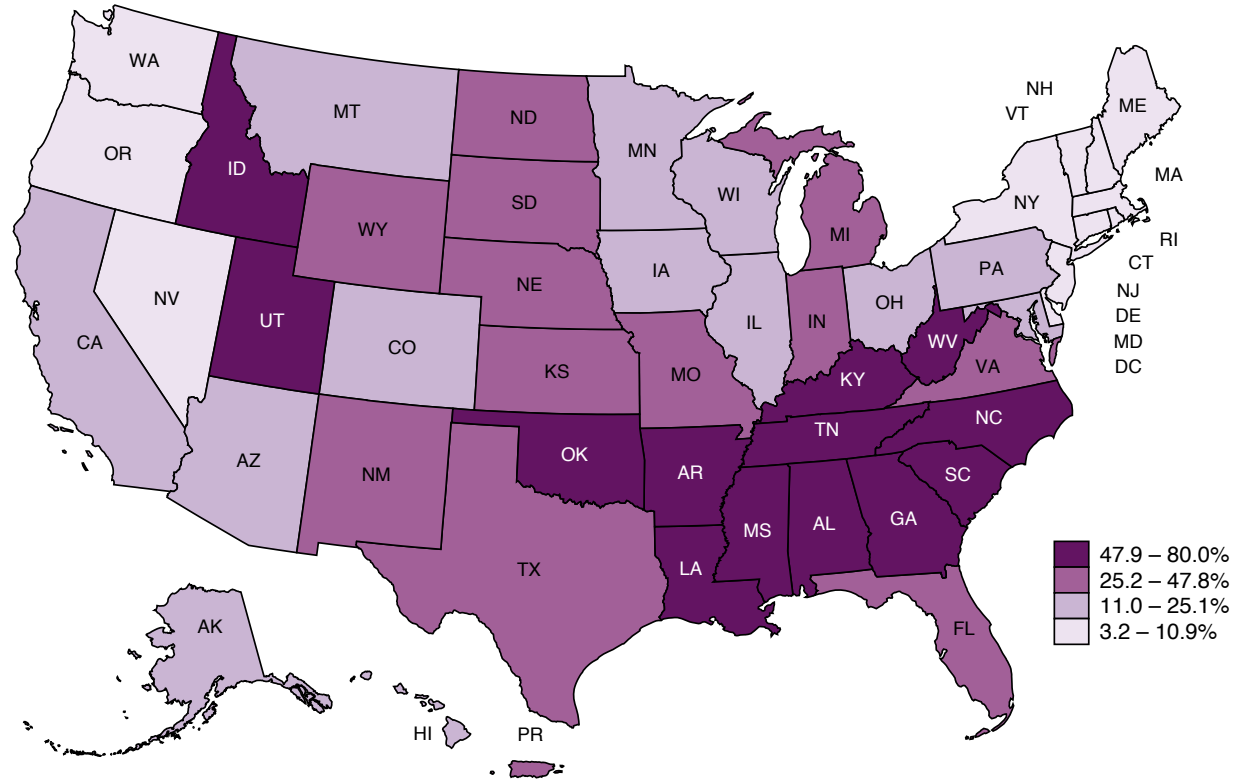 WA
MT
ND
MN
NH
VT
ME
OR
ID
WI
MA
SD
NY
WY
MI
RI
CT
PA
IA
NE
NJ
NV
OH
DE
UT
IL
IN
MD
CA
CO
WV
DC
VA
KS
MO
KY
NC
TN
OK
AZ
NM
AR
SC
MS
AL
GA
LA
TX
47.9 – 80.0%
25.2 – 47.8%
11.0 – 25.1%
3.2 – 10.9%
AK
FL
HI
PR